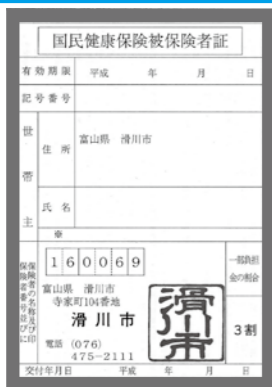 国民健康保険被保険者証
有効期限 平成 年 月 日
記号番号
世帯主
住所 富山県 滑川市
氏名
※
保険者番号並びに保険者の名称及び印
160069
富山県 滑川市
寺家町104番地
滑川市
電話 (076)
475-2111
滑川市
一部負担金の割合
3割
交付年月日 平成 年 月 日